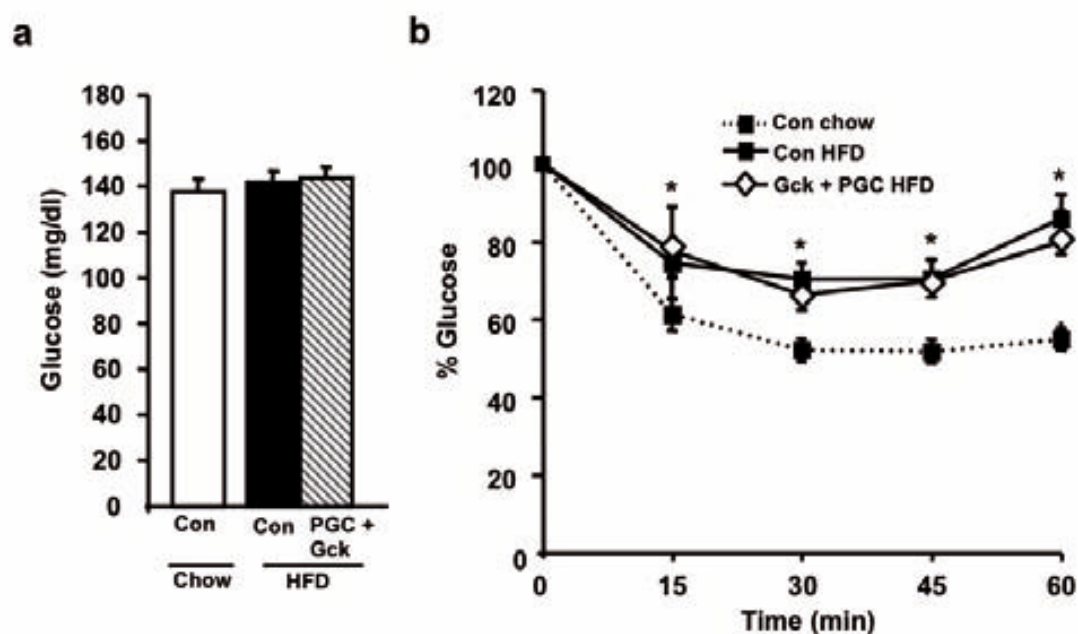 a
Glucose (mg/dl)
180
160
140
120
100
80
60
40
20
0
Con
Con
PGC +
Gck
Chow
HFD
b
% Glucose
120
100
80
60
40
20
0
Con chow
Con HFD
Gck + PGC HFD
*
*
*
*
0
15
30
45
60
Time (min)